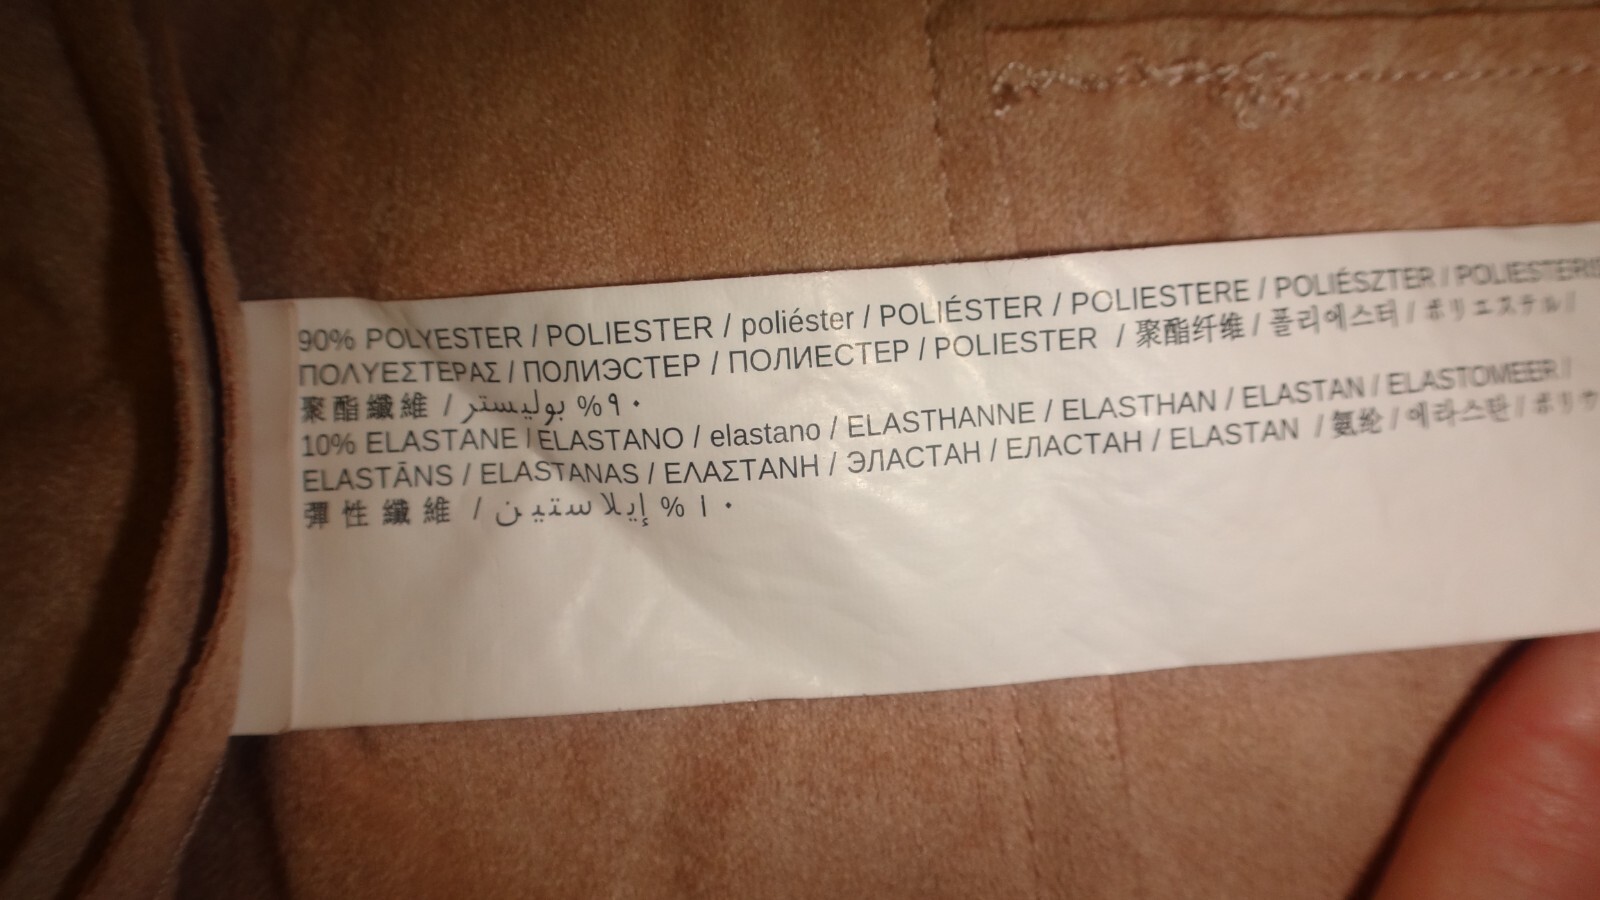 90% POLYESTER / POLIESTER / poliéster / POLIÉSTER / POLIESTERE / POLIÉSZTER / POLIESTERIS
ΠΟΛΥΕΣΤΕΡΑΣ / ПОЛИЭСТЕР / ПОЛИЕСТЕР / POLIESTER / 聚酯纤维 / 폴리에스터 / ポリエステル /
聚酯纖維 / بوليستر %٩٠
10% ELASTANE / ELASTANO / elastano / ELASTHANNE / ELASTHAN / ELASTAN / ELASTOMEER /
ELASTĀNS / ELASTANAS / ΕΛΑΣΤΑΝΗ / ЭЛАСТАН / ЕЛАСТАН / ELASTAN / 氨纶 / 에라스탄 /
彈性纖維 / إيلاستين %١٠